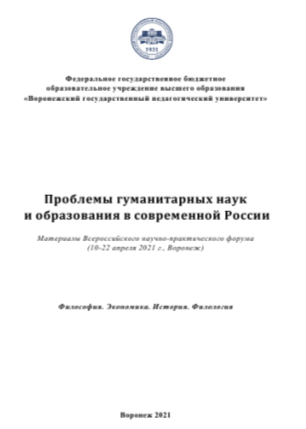 1931
Федеральное государственное бюджетное
образовательное учреждение высшего образования
«Воронежский государственный педагогический университет»
Проблемы гуманитарных наук
и образования в современной России
Материалы Всероссийского научно-практического форума
(10–22 апреля 2021 г., Воронеж)
Философия. Экономика. История. Филология
Воронеж 2021